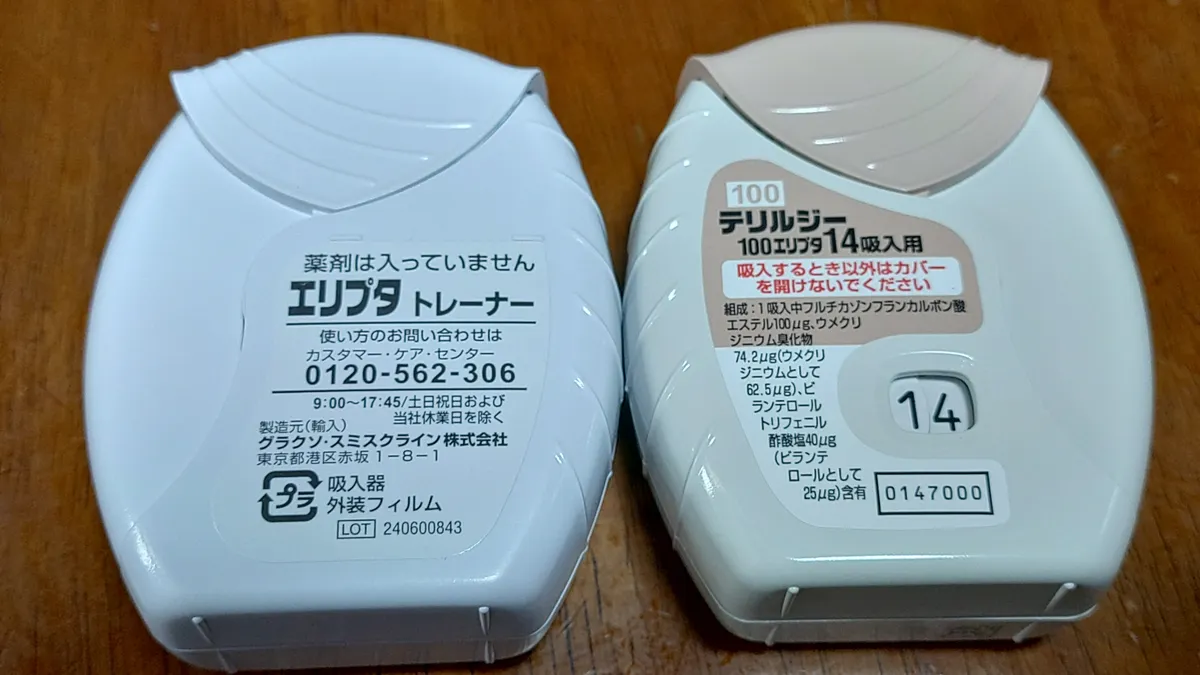 薬剤は入っていません
エリプタ トレーナー
使い方のお問い合わせは
カスタマー・ケア・センター
0120-562-306
9:00~17:45/土日祝日および
当社休業日を除く
製造元(輸入)
グラクソ・スミスクライン株式会社
東京都港区赤坂1-8-1
プラ
吸入器
外装フィルム
LOT 240600843
100
テリルジー
100エリプタ14吸入用
吸入するとき以外はカバー
を開けないでください
組成:1吸入中フルチカゾンフランカルボン酸
エステル100μg、ウメクリ
ジニウム臭化物
74.2μg(ウメクリ
ジニウムとして
62.5μg)、ビ
ランテロール
トリフェニル
酢酸塩40μg
(ビランテ
ロールとして
25μg)含有
14
0147000